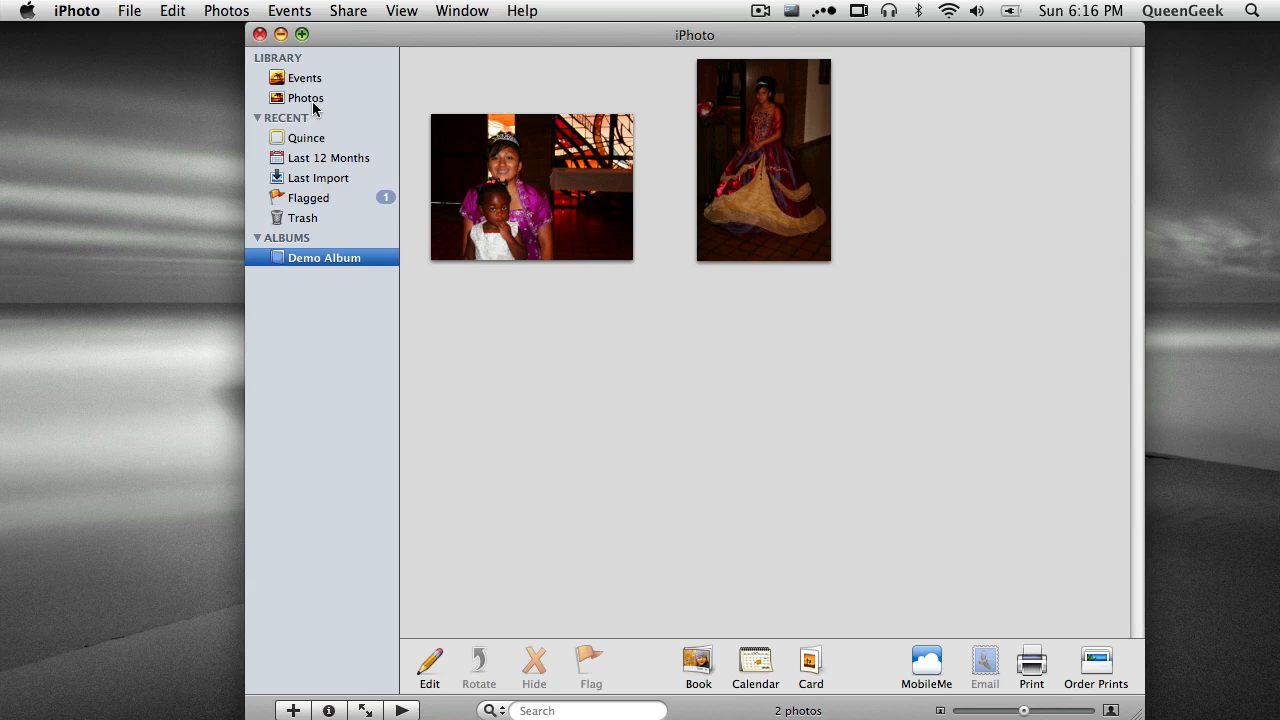 iPhoto File Edit Photos Events Share View Window Help Sun 6:16 PM QueenGeek
iPhoto
LIBRARY
Events
Photos
RECENT
Quince
Last 12 Months
Last Import
Flagged 1
Trash
ALBUMS
Demo Album
Edit Rotate Hide Flag Book Calendar Card MobileMe Email Print Order Prints
Search 2 photos